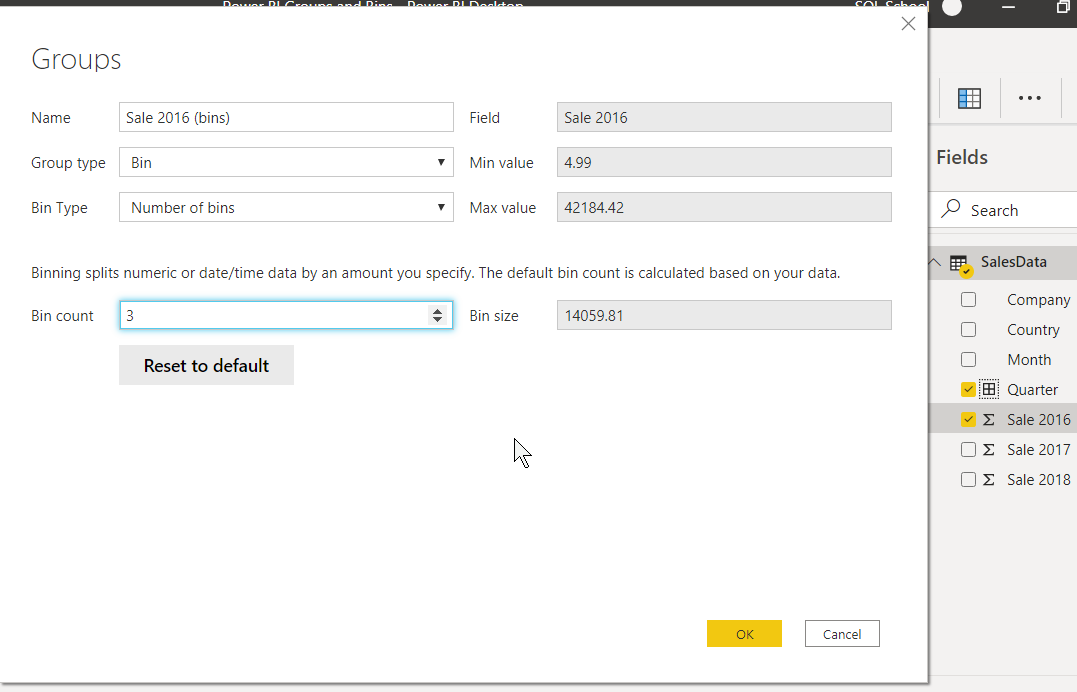 Power BI Groups and Bins - Power BI Desktop
SQL School
Groups
Name
Sale 2016 (bins)
Field
Sale 2016
Group type
Bin
Min value
4.99
Bin Type
Number of bins
Max value
42184.42
Binning splits numeric or date/time data by an amount you specify. The default bin count is calculated based on your data.
Bin count
3
Bin size
14059.81
Reset to default
OK
Cancel
Fields
Search
SalesData
Company
Country
Month
Quarter
Sale 2016
Sale 2017
Sale 2018